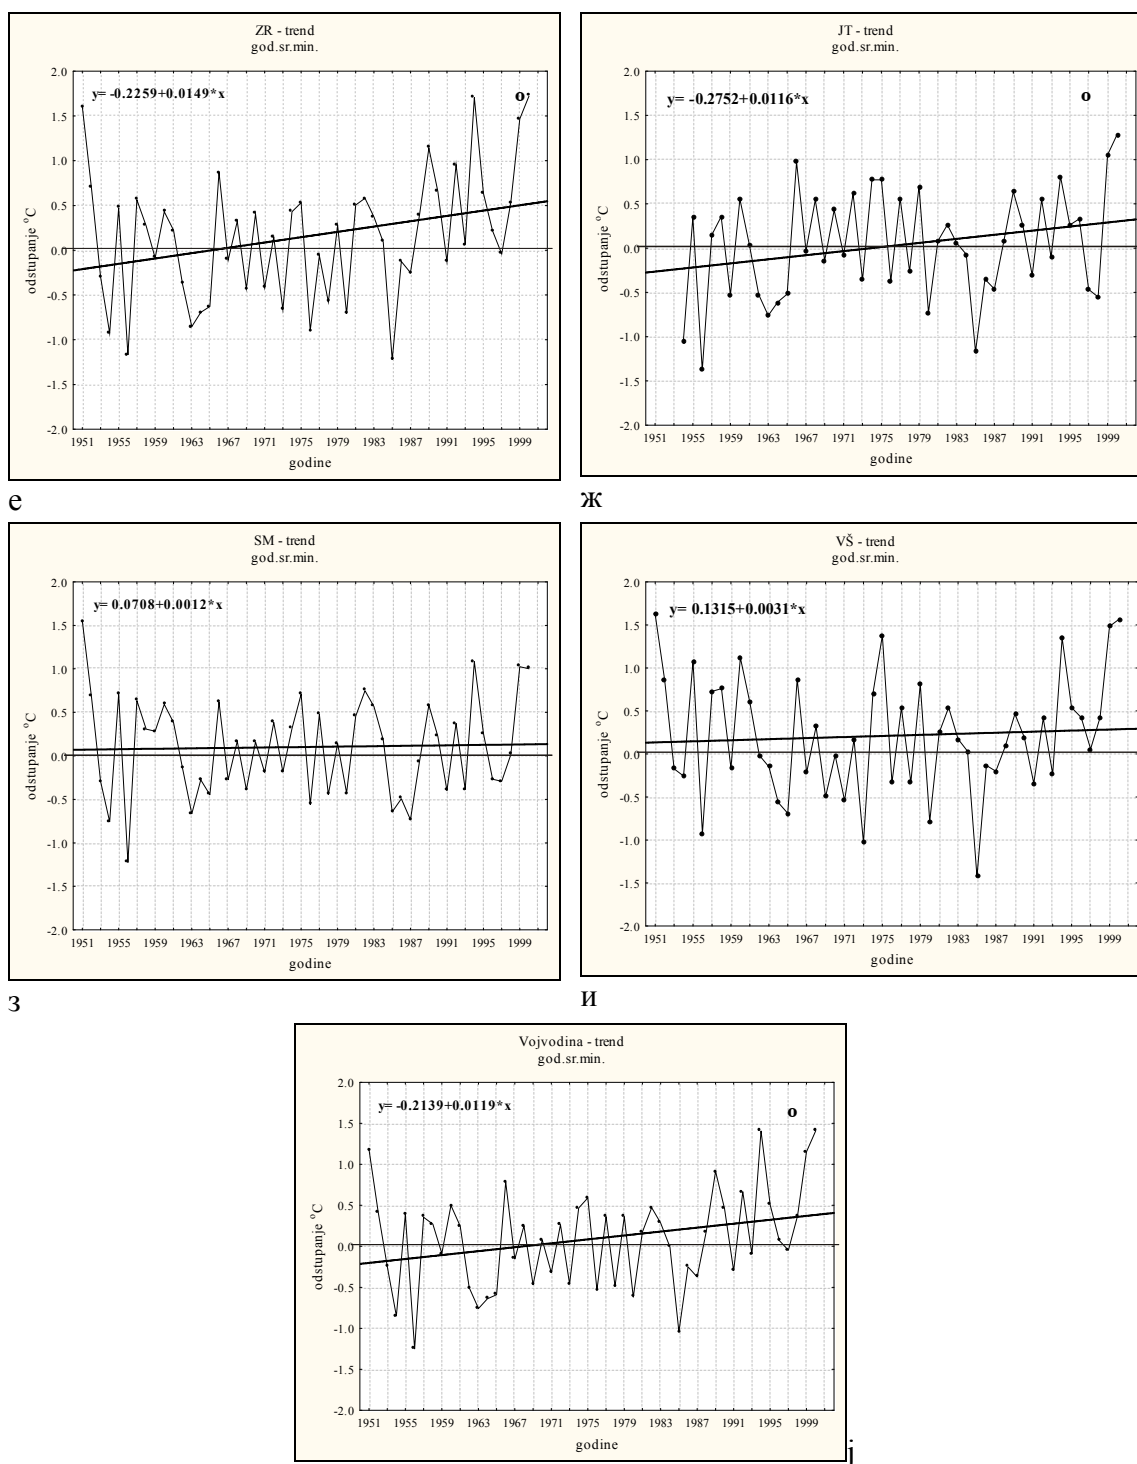 ZR - trend
god.sr.min.
y= -0.2259+0.0149*x
o
odstupanje °C
2.0
1.5
1.0
0.5
0.0
-0.5
-1.0
-1.5
-2.0
1951 1955 1959 1963 1967 1971 1975 1979 1983 1987 1991 1995 1999
godine
е
JT - trend
god.sr.min.
y= -0.2752+0.0116*x
o
odstupanje °C
2.0
1.5
1.0
0.5
0.0
-0.5
-1.0
-1.5
-2.0
1951 1955 1959 1963 1967 1971 1975 1979 1983 1987 1991 1995 1999
godine
ж
SM - trend
god.sr.min.
y= 0.0708+0.0012*x
odstupanje °C
2.0
1.5
1.0
0.5
0.0
-0.5
-1.0
-1.5
-2.0
1951 1955 1959 1963 1967 1971 1975 1979 1983 1987 1991 1995 1999
godine
з
VŠ - trend
god.sr.min.
y= 0.1315+0.0031*x
odstupanje °C
2.0
1.5
1.0
0.5
0.0
-0.5
-1.0
-1.5
-2.0
1951 1955 1959 1963 1967 1971 1975 1979 1983 1987 1991 1995 1999
godine
и
Vojvodina - trend
god.sr.min.
y= -0.2139+0.0119*x
o
odstupanje °C
2.0
1.5
1.0
0.5
0.0
-0.5
-1.0
-1.5
-2.0
1951 1955 1959 1963 1967 1971 1975 1979 1983 1987 1991 1995 1999
godine
ј